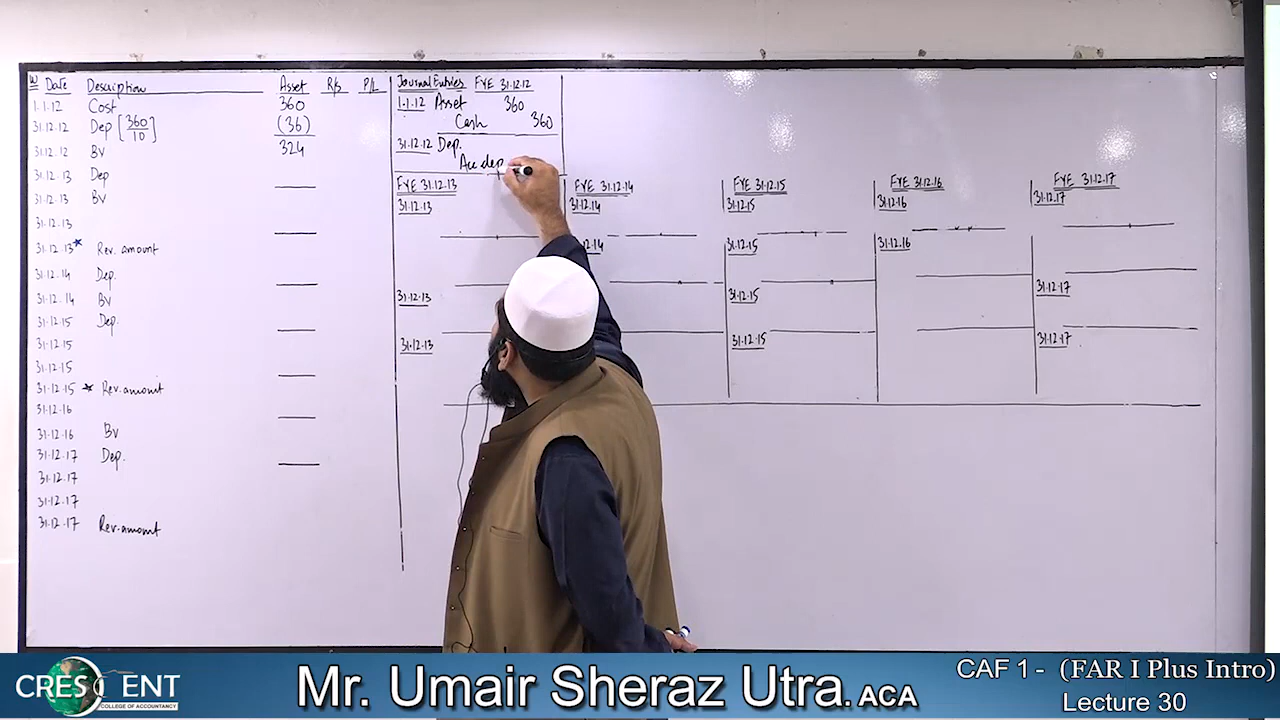 W Date Description Asset R/s P/L
1.1.12 Cost 360
31.12.12 Dep [360/10] (36)
31.12.12 BV 324
31.12.13 Dep
31.12.13 BV
31.12.13
31.12.13* Rev. amount
31.12.14 Dep.
31.12.14 BV
31.12.15 Dep.
31.12.15
31.12.15
31.12.15 * Rev. amount
31.12.16
31.12.16 BV
31.12.17 Dep.
31.12.17
31.12.17
31.12.17 Rev. amount
Journal Entries FYE 31.12.12
1.1.12 Asset 360
Cash 360
31.12.12 Dep.
Acc dep
FYE 31.12.13
31.12.13
31.12.13
31.12.13
FYE 31.12.14
31.12.14
12.14
FYE 31.12.15
31.12.15
31.12.15
31.12.15
31.12.15
FYE 31.12.16
31.12.16
31.12.16
FYE 31.12.17
31.12.17
31.12.17
31.12.17
CRESCENT
COLLEGE OF ACCOUNTANCY
Mr. Umair Sheraz Utra. ACA
CAF 1 - (FAR I Plus Intro)
Lecture 30